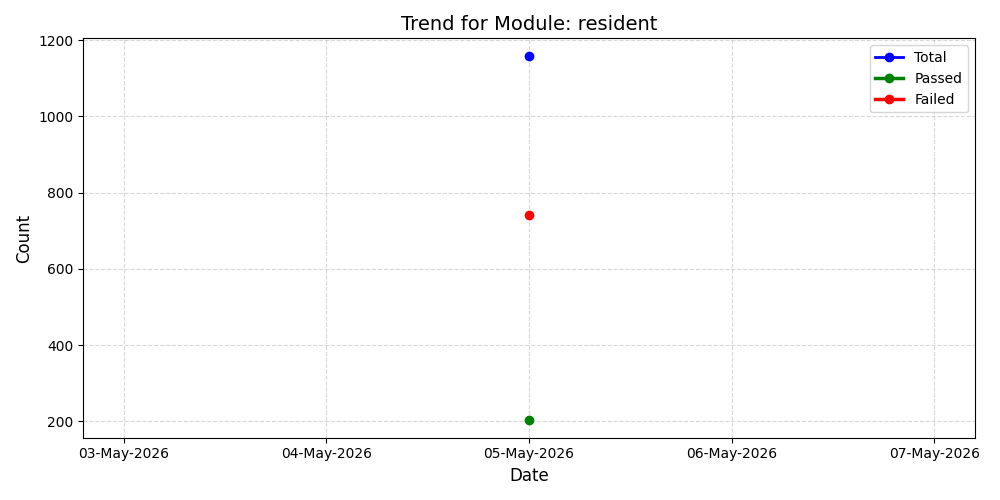 Trend for Module: resident
1200
1000
800
600
400
200
Count
Total
Passed
Failed
03-May-2026
04-May-2026
05-May-2026
06-May-2026
07-May-2026
Date